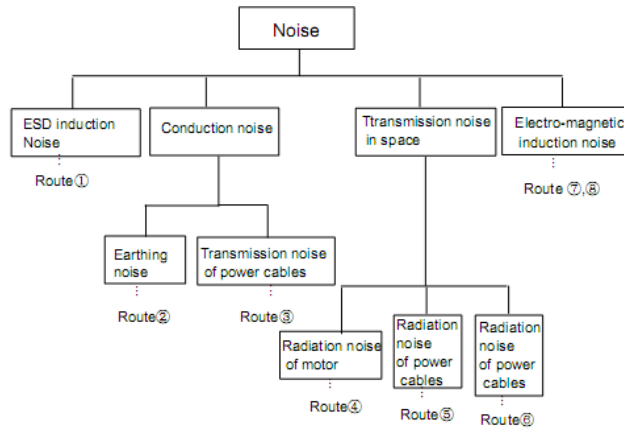 Noise
ESD induction
Noise
Conduction noise
Ttransmission noise
in space
Electro-magnetic
induction noise
Route①
Route ⑦,⑧
Earthing
noise
Transmission noise
of power cables
Route②
Route③
Radiation noise
of motor
Radiation
noise
of power
cables
Radiation
noise
of power
cables
Route④
Route⑤
Route⑥